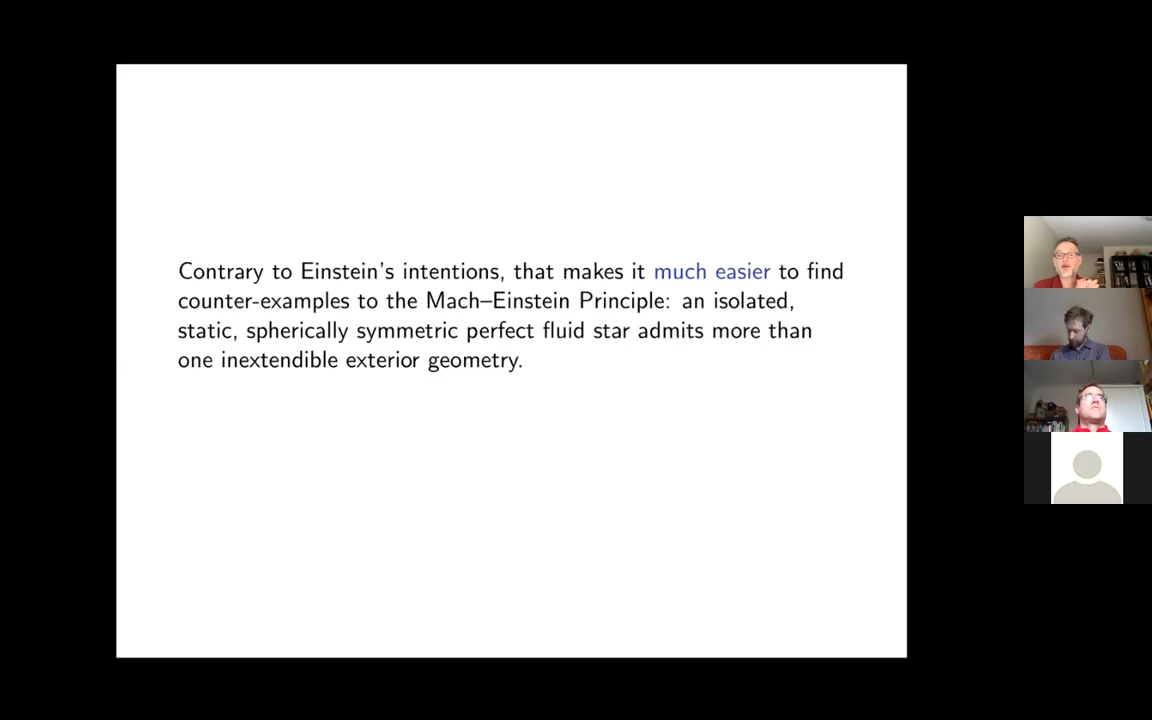 Contrary to Einstein's intentions, that makes it much easier to find
counter-examples to the Mach–Einstein Principle: an isolated,
static, spherically symmetric perfect fluid star admits more than
one inextendible exterior geometry.